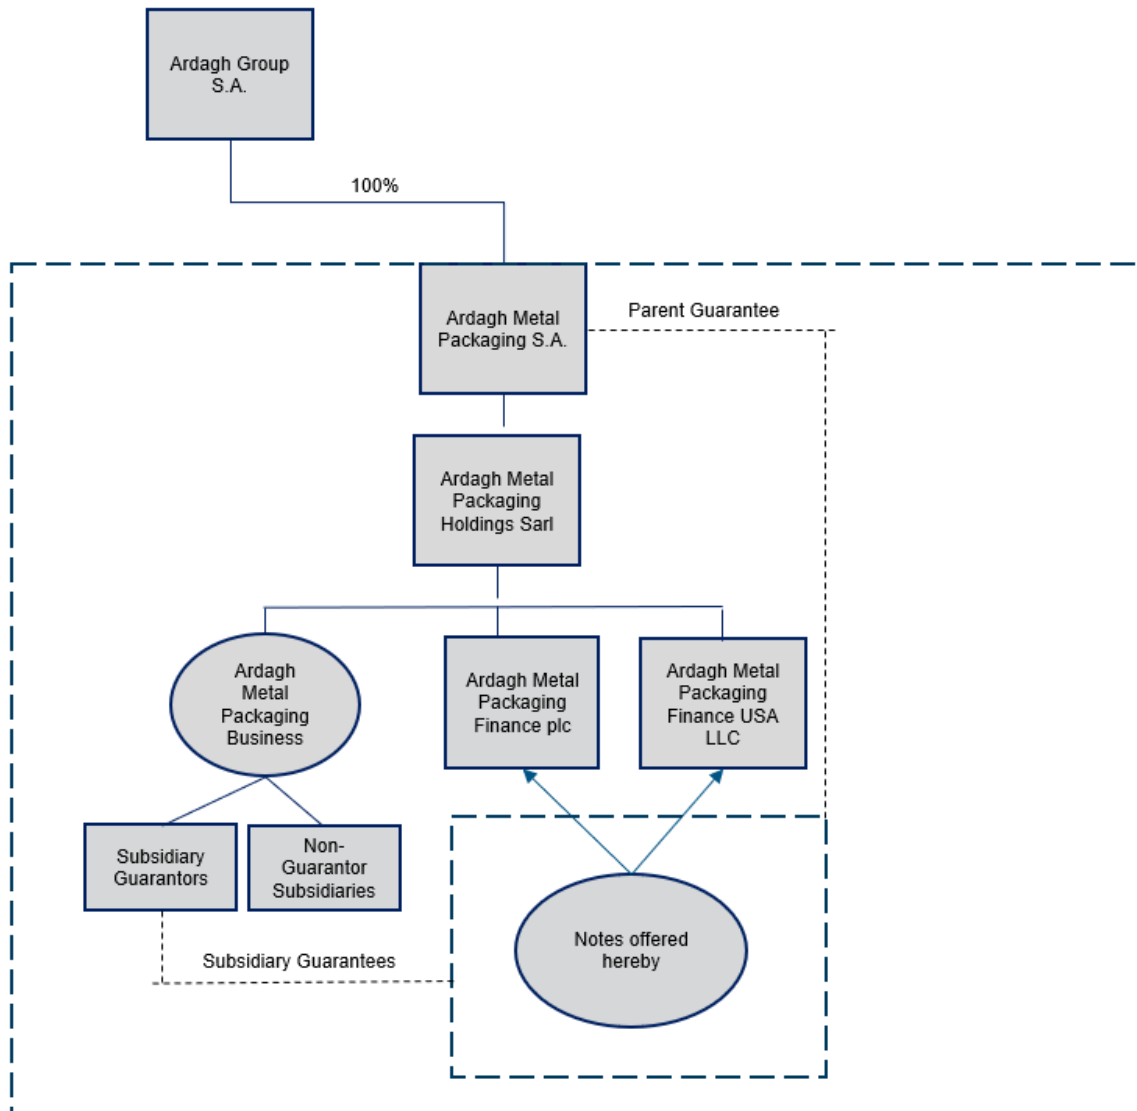 Ardagh Group
S.A.
100%
Parent Guarantee
Ardagh Metal
Packaging S.A.
Ardagh Metal
Packaging
Holdings Sarl
Ardagh
Metal
Packaging
Business
Ardagh Metal
Packaging
Finance plc
Ardagh Metal
Packaging
Finance USA
LLC
Subsidiary
Guarantors
Non-
Guarantor
Subsidiaries
Subsidiary Guarantees
Notes offered
hereby